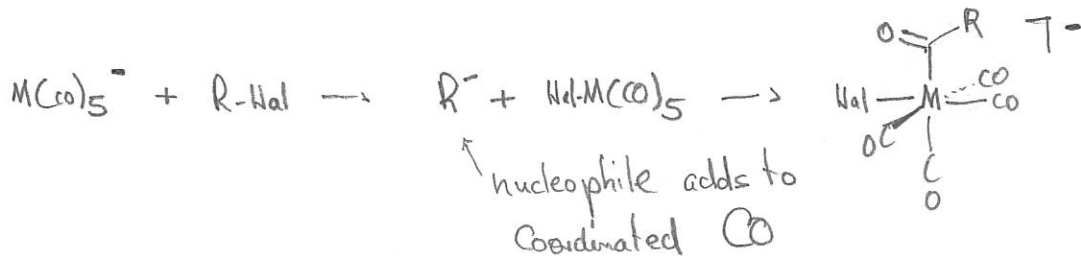 M(CO)5⁻ + R-Hal → R⁻ + Hal-M(CO)5 →
O R ⁻
Hal M CO CO
OC
C
O
nucleophile adds to
Coordinated CO